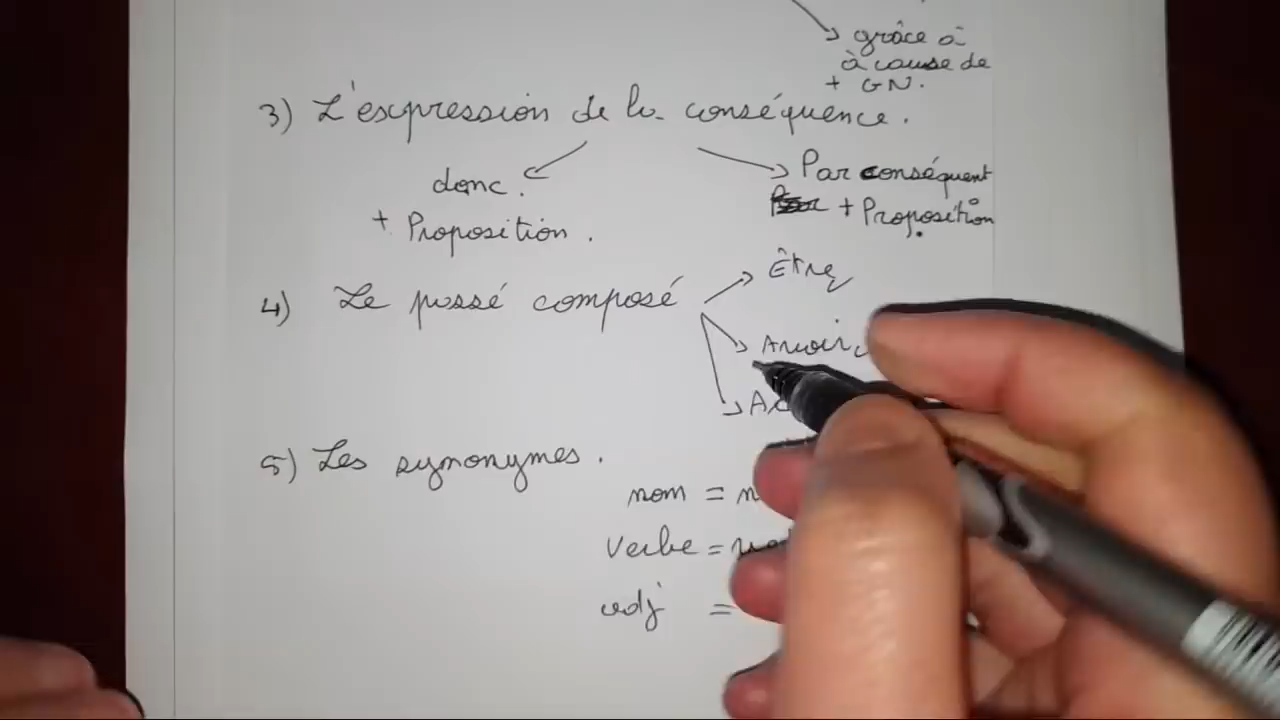 grâce à
à cause de
+ GN.
3) L'expression de la conséquence.
donc.
+ Proposition.
Par conséquent
+ Proposition
4) Le passé composé
Être
Avoir
5) Les synonymes.
nom =
verbe =
adj =